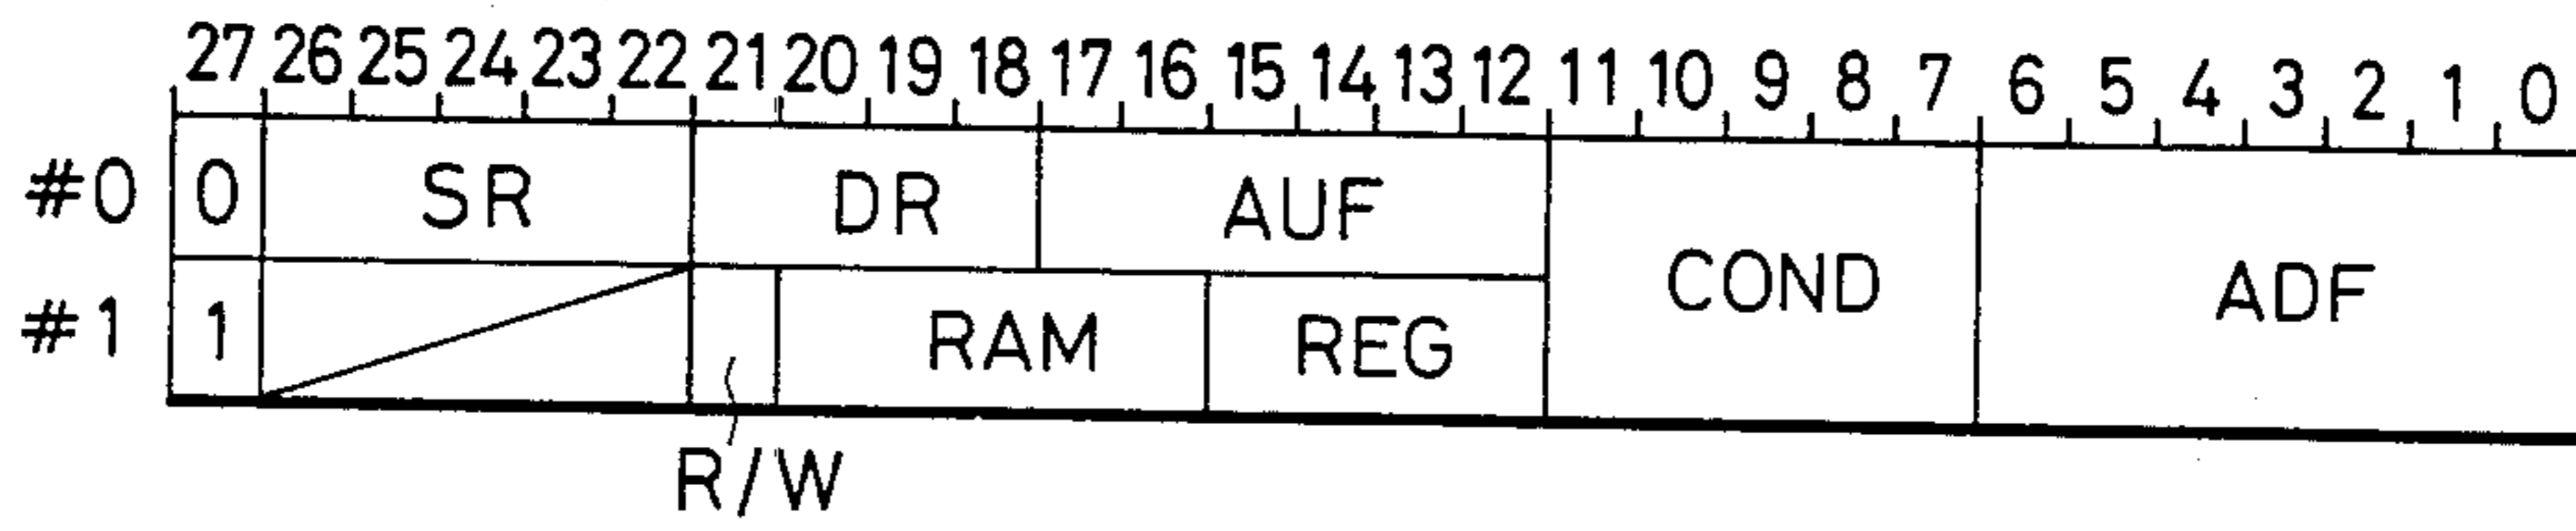 27 26 25 24 23 22 21 20 19 18 17 16 15 14 13 12 11 10 9 8 7 6 5 4 3 2 1 0
#0 0 SR DR AUF COND ADF
#1 1 RAM REG
R/W